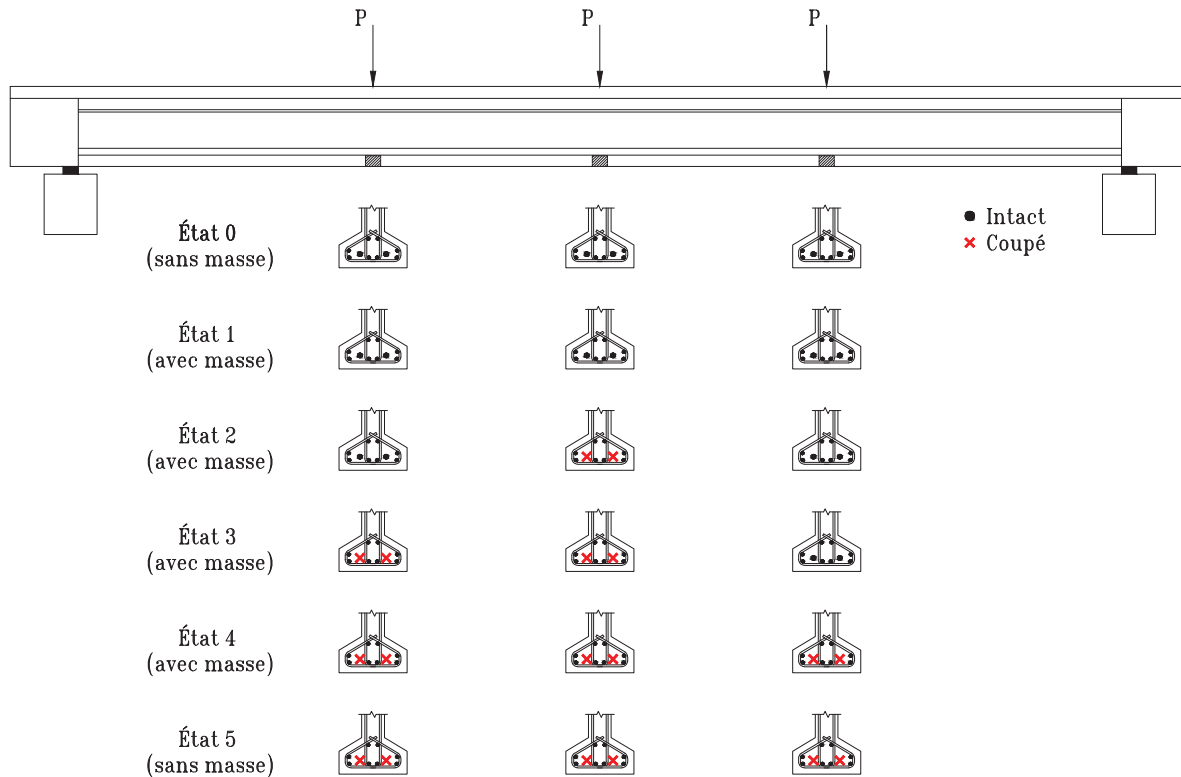 P P P
État 0
(sans masse)
Intact
Coupé
État 1
(avec masse)
État 2
(avec masse)
État 3
(avec masse)
État 4
(avec masse)
État 5
(sans masse)